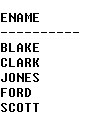 ENAME
----------
BLAKE
CLARK
JONES
FORD
SCOTT